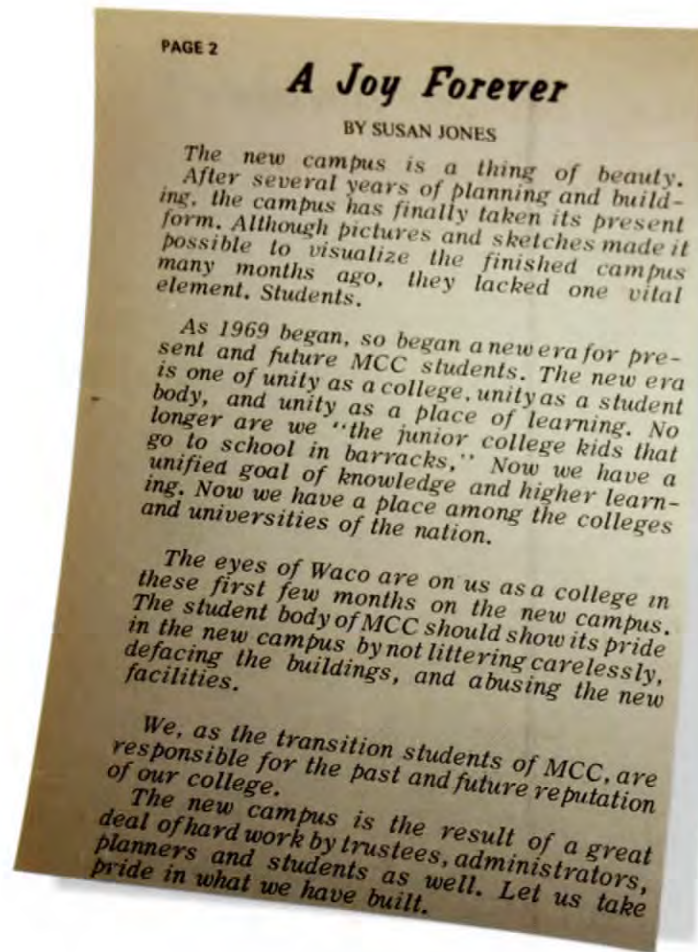 PAGE 2
A Joy Forever
BY SUSAN JONES
The new campus is a thing of beauty.
After several years of planning and build-
ing, the campus has finally taken its present
form. Although pictures and sketches made it
possible to visualize the finished campus
many months ago, they lacked one vital
element. Students.
As 1969 began, so began a new era for pre-
sent and future MCC students. The new era
is one of unity as a college, unity as a student
body, and unity as a place of learning. No
longer are we "the junior college kids that
go to school in barracks," Now we have a
unified goal of knowledge and higher learn-
ing. Now we have a place among the colleges
and universities of the nation.
The eyes of Waco are on us as a college in
these first few months on the new campus.
The student body of MCC should show its pride
in the new campus by not littering carelessly,
defacing the buildings, and abusing the new
facilities.
We, as the transition students of MCC, are
responsible for the past and future reputation
of our college.
The new campus is the result of a great
deal of hard work by trustees, administrators,
planners and students as well. Let us take
pride in what we have built.